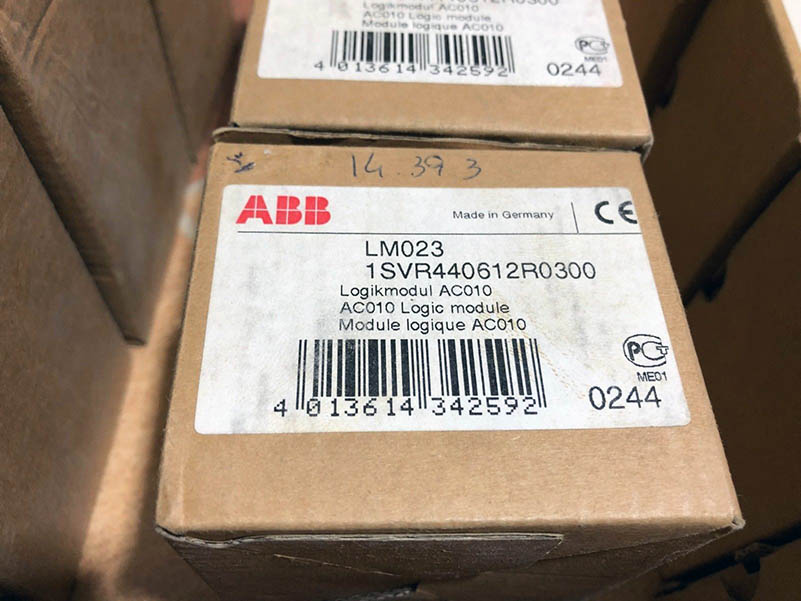 Logikmodul AC010
AC010 Logic module
Module logique AC010
4 013614 342592
ME01
0244
14.39 3
ABB
Made in Germany
CE
LM023
1SVR440612R0300
Logikmodul AC010
AC010 Logic module
Module logique AC010
4 013614 342592
ME01
0244